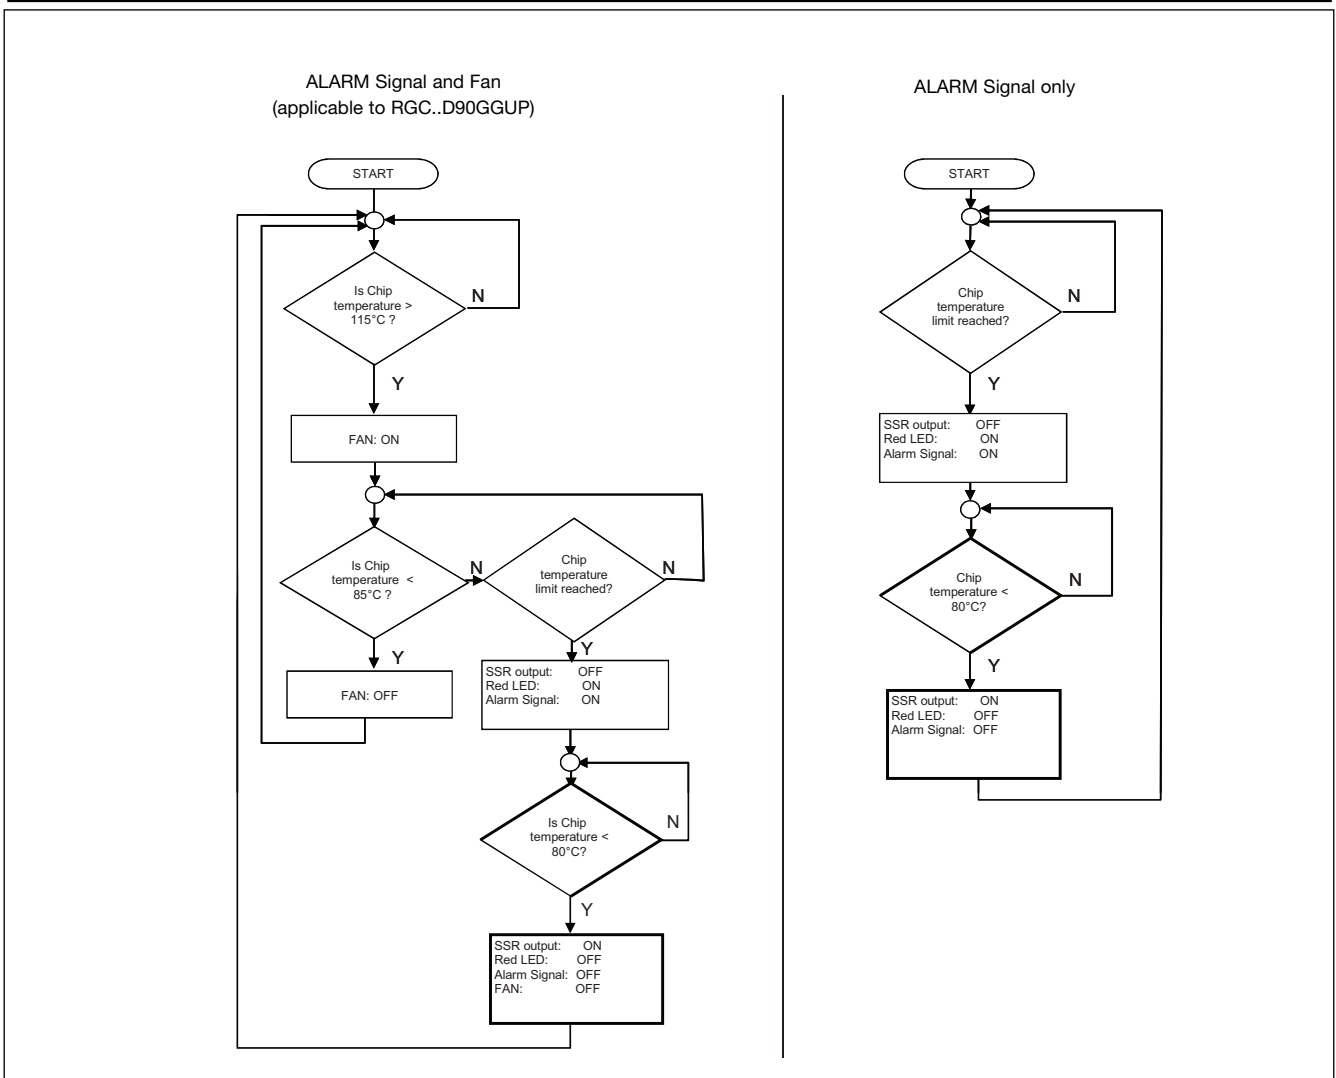 ALARM Signal and Fan
(applicable to RGC..D90GGUP)
START
Is Chip
temperature >
115°C ?
N
Y
FAN: ON
Is Chip
temperature <
85°C ?
N
Chip
temperature
limit reached?
N
Y
FAN: OFF
Y
SSR output: OFF
Red LED: ON
Alarm Signal: ON
Is Chip
temperature <
80°C?
N
Y
SSR output: ON
Red LED: OFF
Alarm Signal: OFF
FAN: OFF
ALARM Signal only
START
Chip
temperature
limit reached?
N
Y
SSR output: OFF
Red LED: ON
Alarm Signal: ON
Chip
temperature <
80°C?
N
Y
SSR output: ON
Red LED: OFF
Alarm Signal: OFF